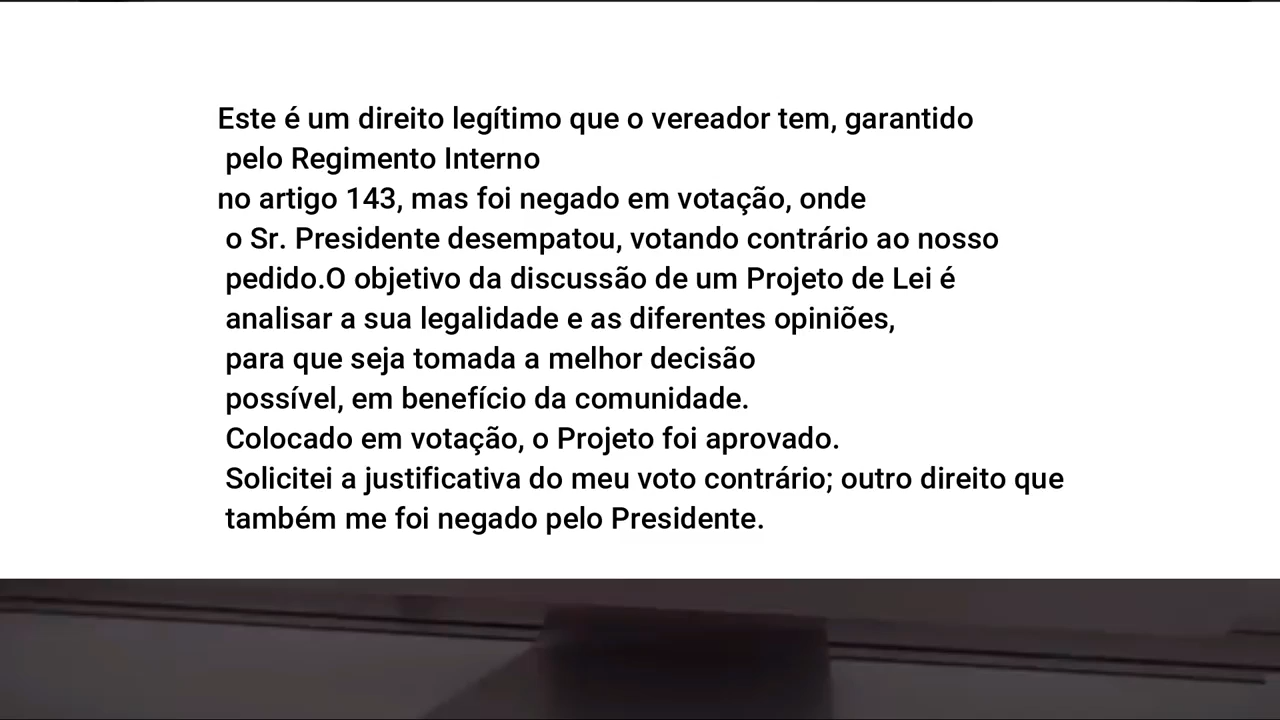 Este é um direito legítimo que o vereador tem, garantido
pelo Regimento Interno
no artigo 143, mas foi negado em votação, onde
o Sr. Presidente desempatou, votando contrário ao nosso
pedido.O objetivo da discussão de um Projeto de Lei é
analisar a sua legalidade e as diferentes opiniões,
para que seja tomada a melhor decisão
possível, em benefício da comunidade.
Colocado em votação, o Projeto foi aprovado.
Solicitei a justificativa do meu voto contrário; outro direito que
também me foi negado pelo Presidente.